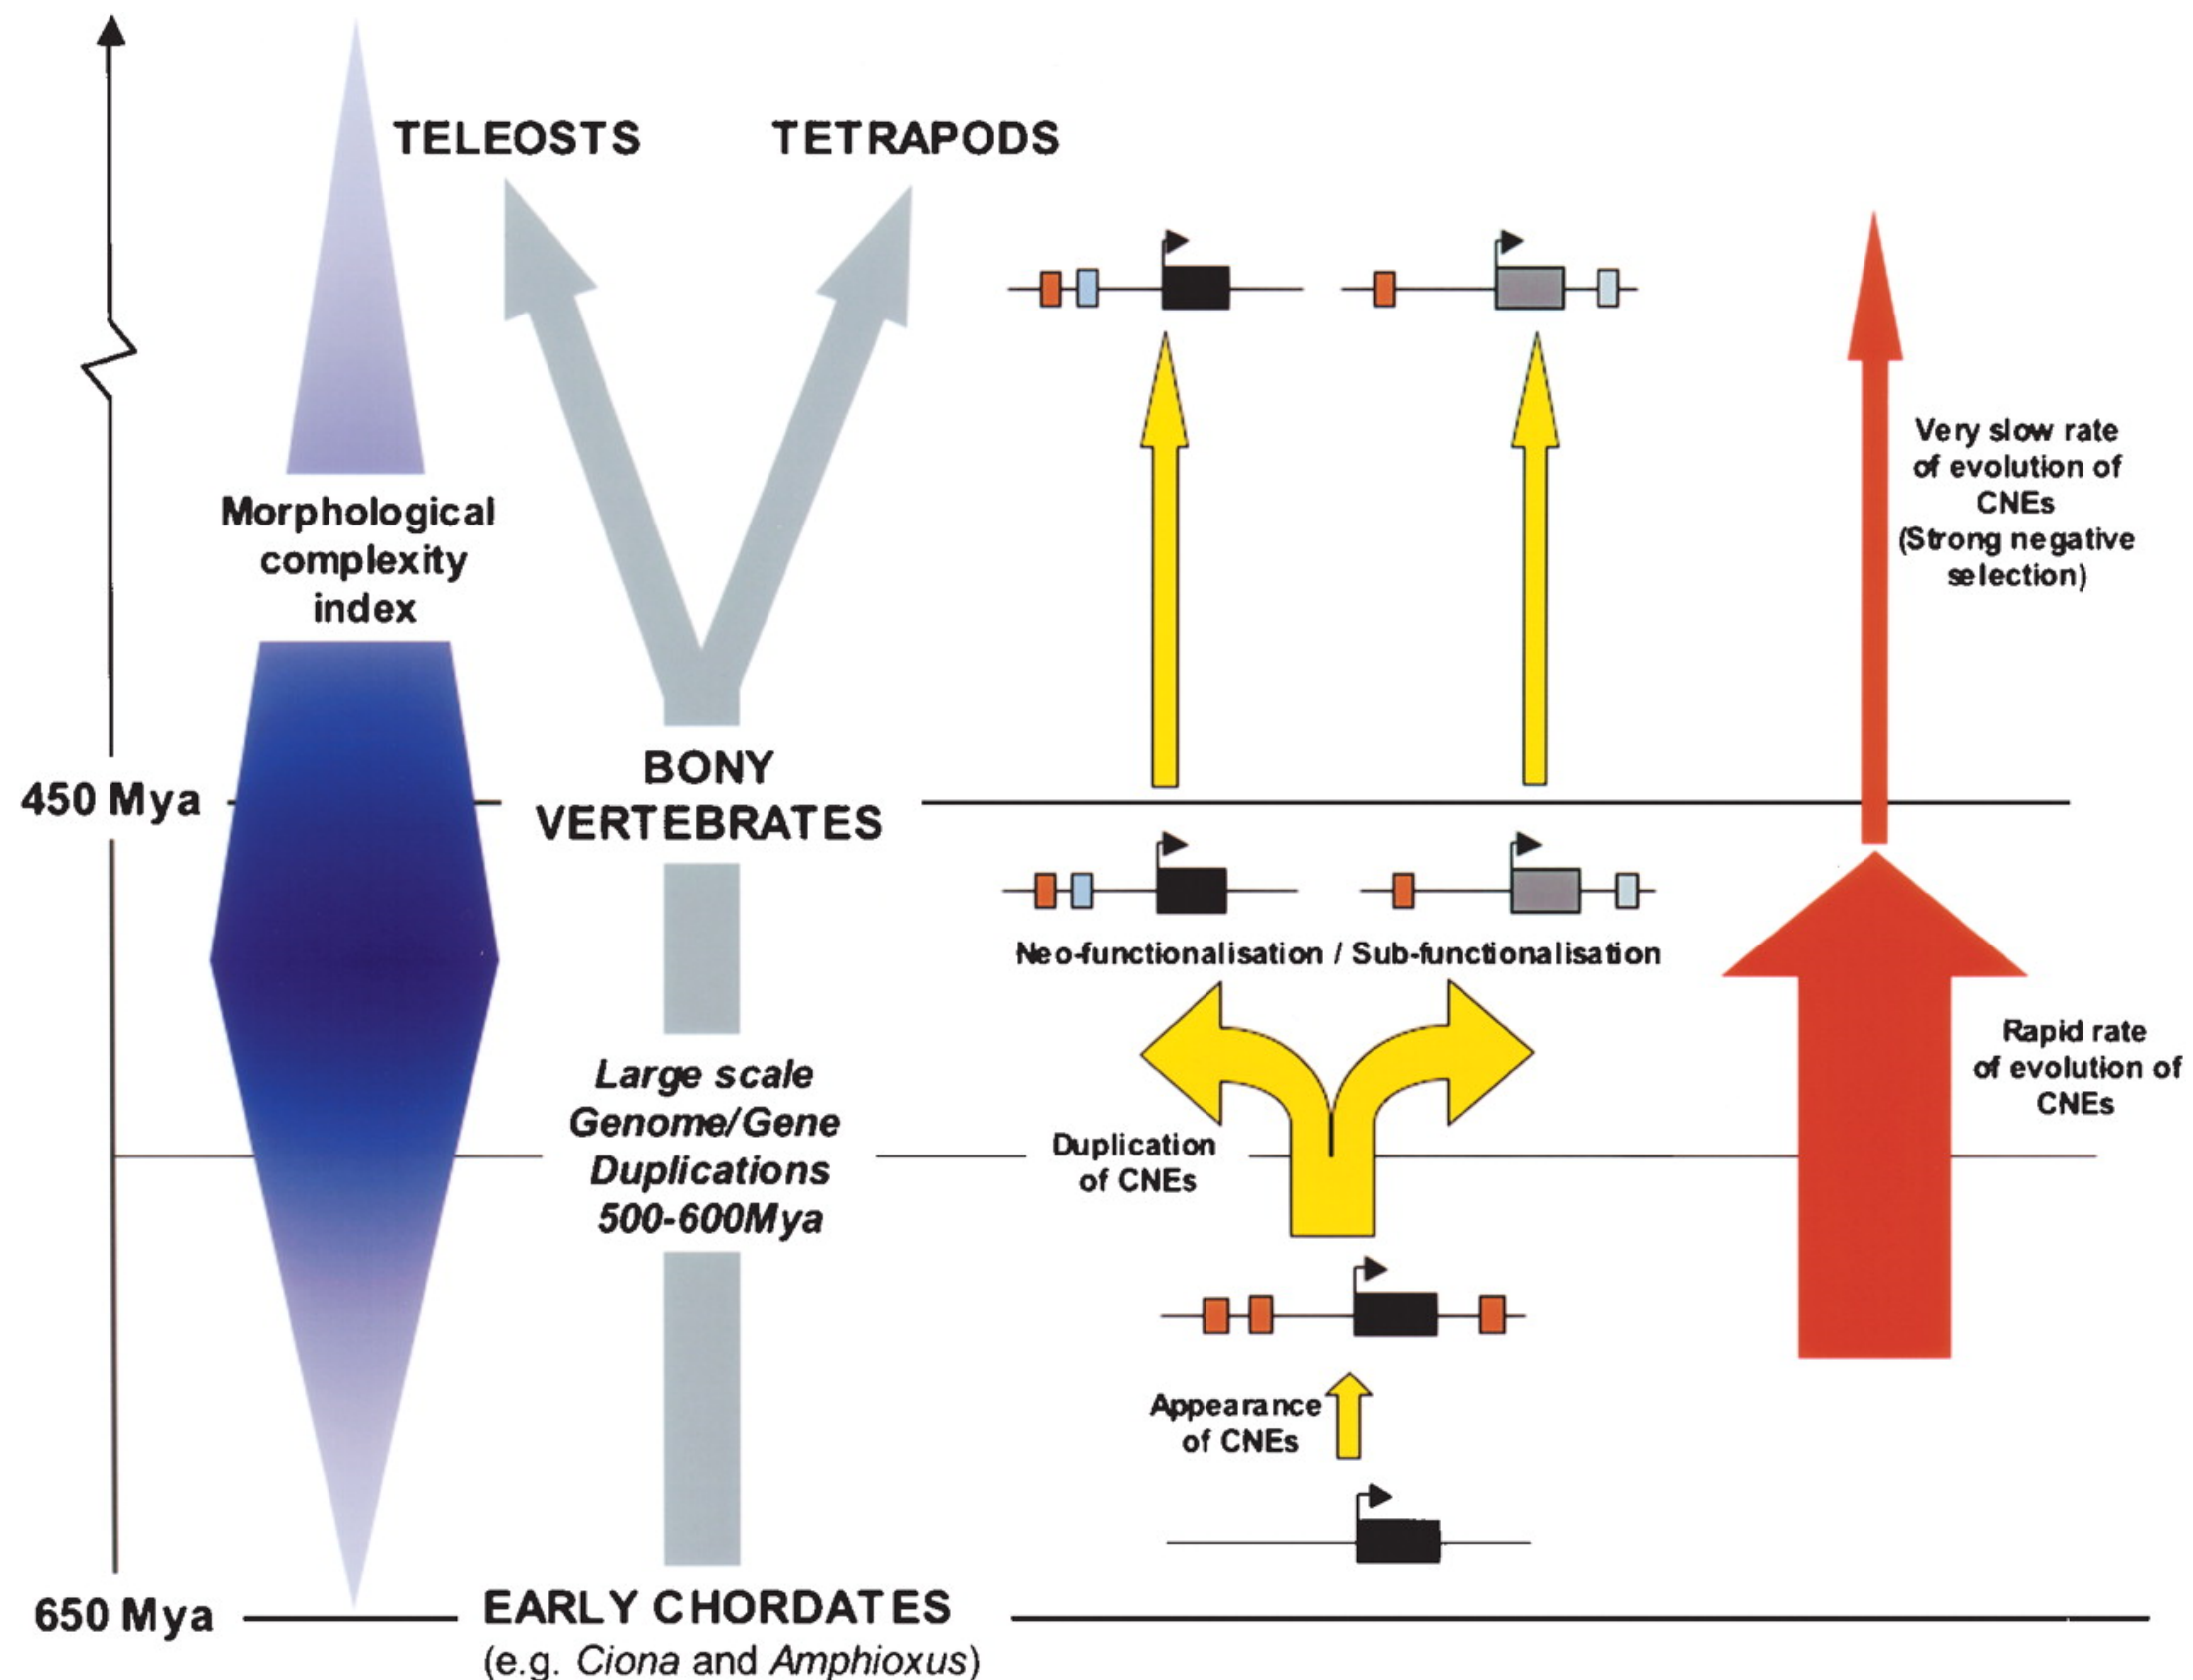 TELEOSTS
TETRAPODS
Morphological
complexity
index
Very slow rate
of evolution of
CNEs
(Strong negative
selection)
450 Mya
BONY
VERTEBRATES
Neo-functionalisation / Sub-functionalisation
Large scale
Genome/Gene
Duplications
500-600Mya
Duplication
of CNEs
Rapid rate
of evolution of
CNEs
Appearance
of CNEs
650 Mya
EARLY CHORDATES
(e.g. Ciona and Amphioxus)